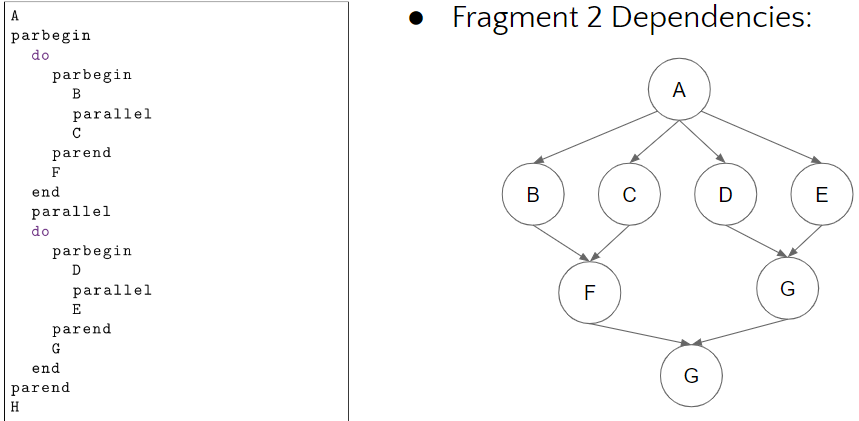 A
parbegin
do
parbegin
B
parallel
C
parend
F
end
parallel
do
parbegin
D
parallel
E
parend
G
end
parend
H
● Fragment 2 Dependencies:
A
B C D E
F G
G